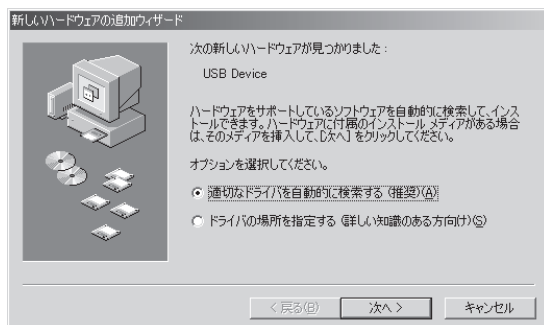 新しいハードウェアの追加ウィザード
次の新しいハードウェアが見つかりました :
USB Device
ハードウェアをサポートしているソフトウェアを自動的に検索して、インス
トールできます。ハードウェアに付属のインストール メディアがある場合
は、そのメディアを挿入して、[次へ] をクリックしてください。
オプションを選択してください。
適切なドライバを自動的に検索する (推奨)(A)
ドライバの場所を指定する (詳しい知識のある方向け)(S)
< 戻る(B) 次へ > キャンセル